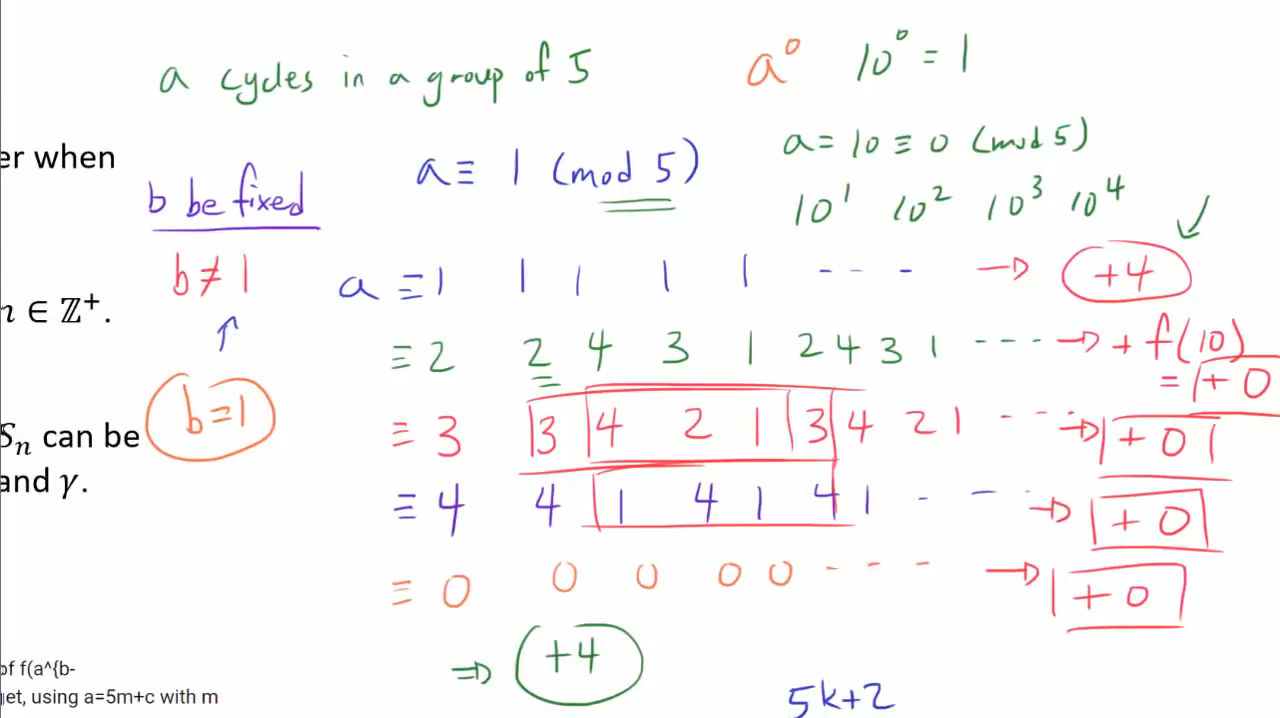 a cycles in a group of 5
a⁰ 10⁰ = 1
er when
a ≡ 1 (mod 5)
a = 10 ≡ 0 (mod 5)
b be fixed
10¹ 10² 10³ 10⁴
b ≠ 1
a ≡ 1 1 1 1 1 --- → +4
n ∈ ℤ⁺.
≡ 2 2 4 3 1 2 4 3 1 ---- → + f(10)
= + 0
b = 1
≡ 3 3 4 2 1 3 4 2 1 ---- → + 0
Sₙ can be
and γ.
≡ 4 4 1 4 1 4 1 - - - → + 0
≡ 0 0 0 0 0 ---- → + 0
⇒ +4
of f(a^{b-
get, using a=5m+c with m
5k+2